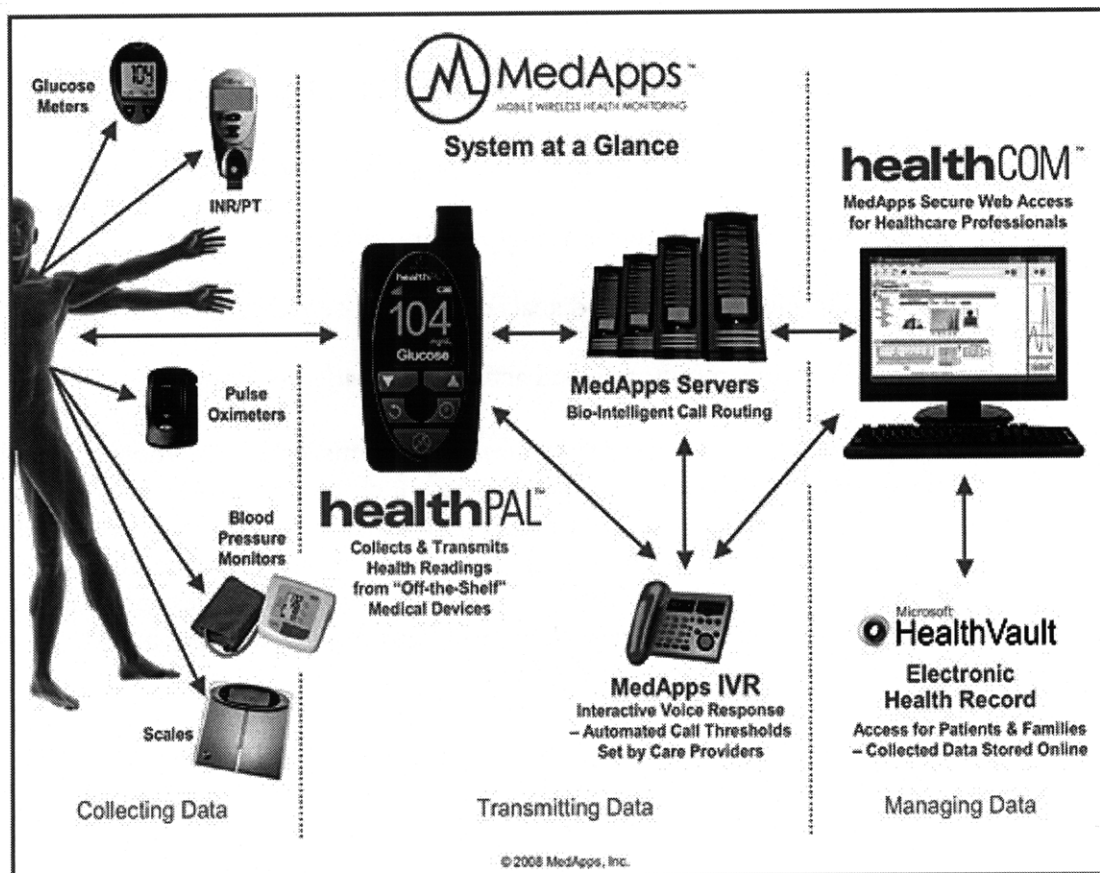 MedApps™
MOBILE WIRELESS HEALTH MONITORING
System at a Glance
Glucose
Meters
104
INR/PT
Pulse
Oximeters
Blood
Pressure
Monitors
Scales
Collecting Data
healthPAL
104
mg/dL
Glucose
healthPAL™
Collects & Transmits
Health Readings
from “Off-the-Shelf”
Medical Devices
MedApps Servers
Bio-Intelligent Call Routing
MedApps IVR
Interactive Voice Response
– Automated Call Thresholds
Set by Care Providers
Transmitting Data
healthCOM™
MedApps Secure Web Access
for Healthcare Professionals
Microsoft
HealthVault
Electronic
Health Record
Access for Patients & Families
– Collected Data Stored Online
Managing Data
© 2008 MedApps, Inc.